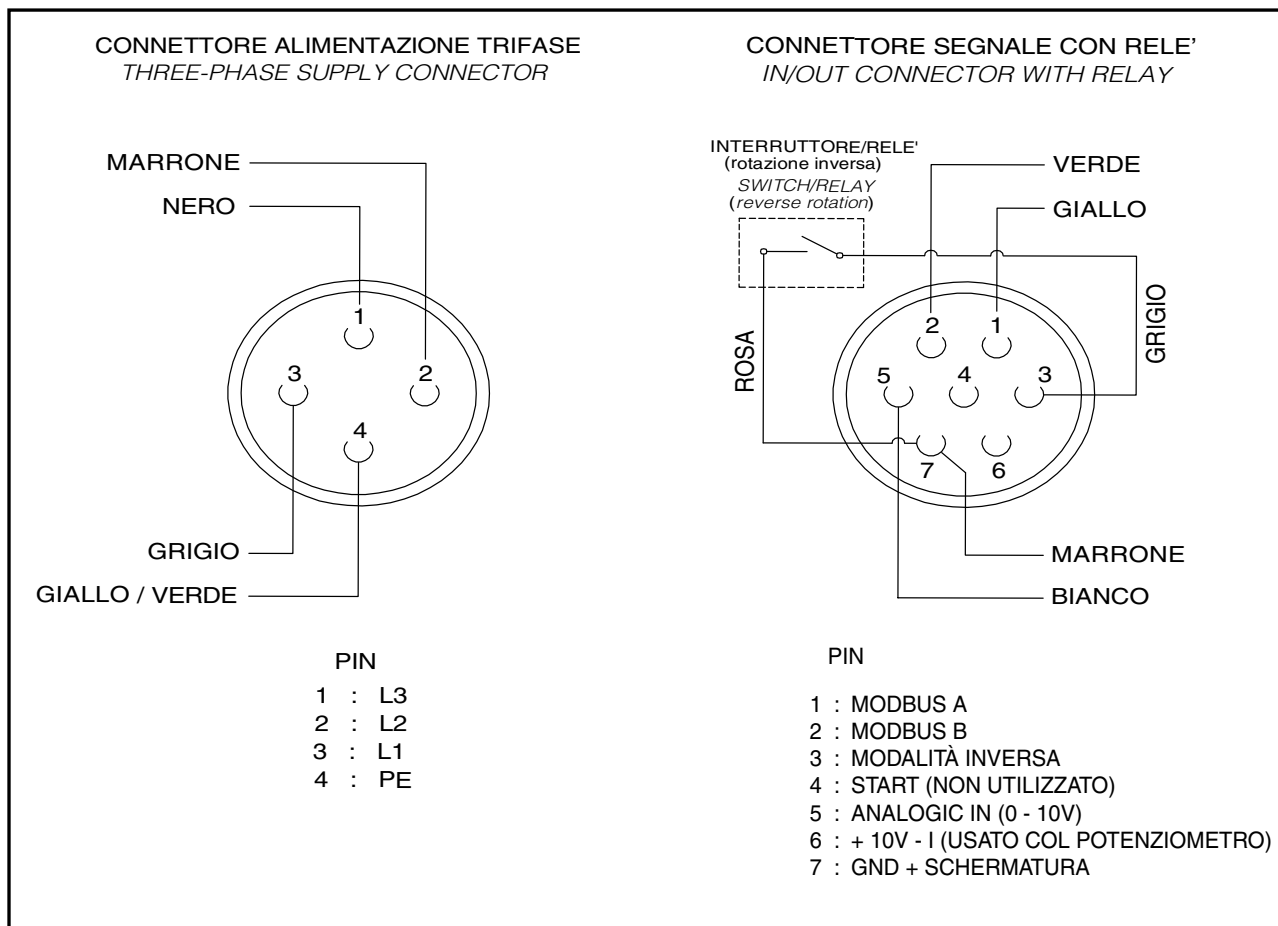 CONNETTORE ALIMENTAZIONE TRIFASE
THREE-PHASE SUPPLY CONNECTOR
MARRONE
NERO
1
3
2
4
GRIGIO
GIALLO / VERDE
PIN
1 : L3
2 : L2
3 : L1
4 : PE
CONNETTORE SEGNALE CON RELE'
IN/OUT CONNECTOR WITH RELAY
INTERRUTTORE/RELE'
(rotazione inversa)
SWITCH/RELAY
(reverse rotation)
VERDE
GIALLO
ROSA
GRIGIO
2
1
5
4
3
7
6
MARRONE
BIANCO
PIN
1 : MODBUS A
2 : MODBUS B
3 : MODALITÀ INVERSA
4 : START (NON UTILIZZATO)
5 : ANALOGIC IN (0 - 10V)
6 : + 10V - I (USATO COL POTENZIOMETRO)
7 : GND + SCHERMATURA